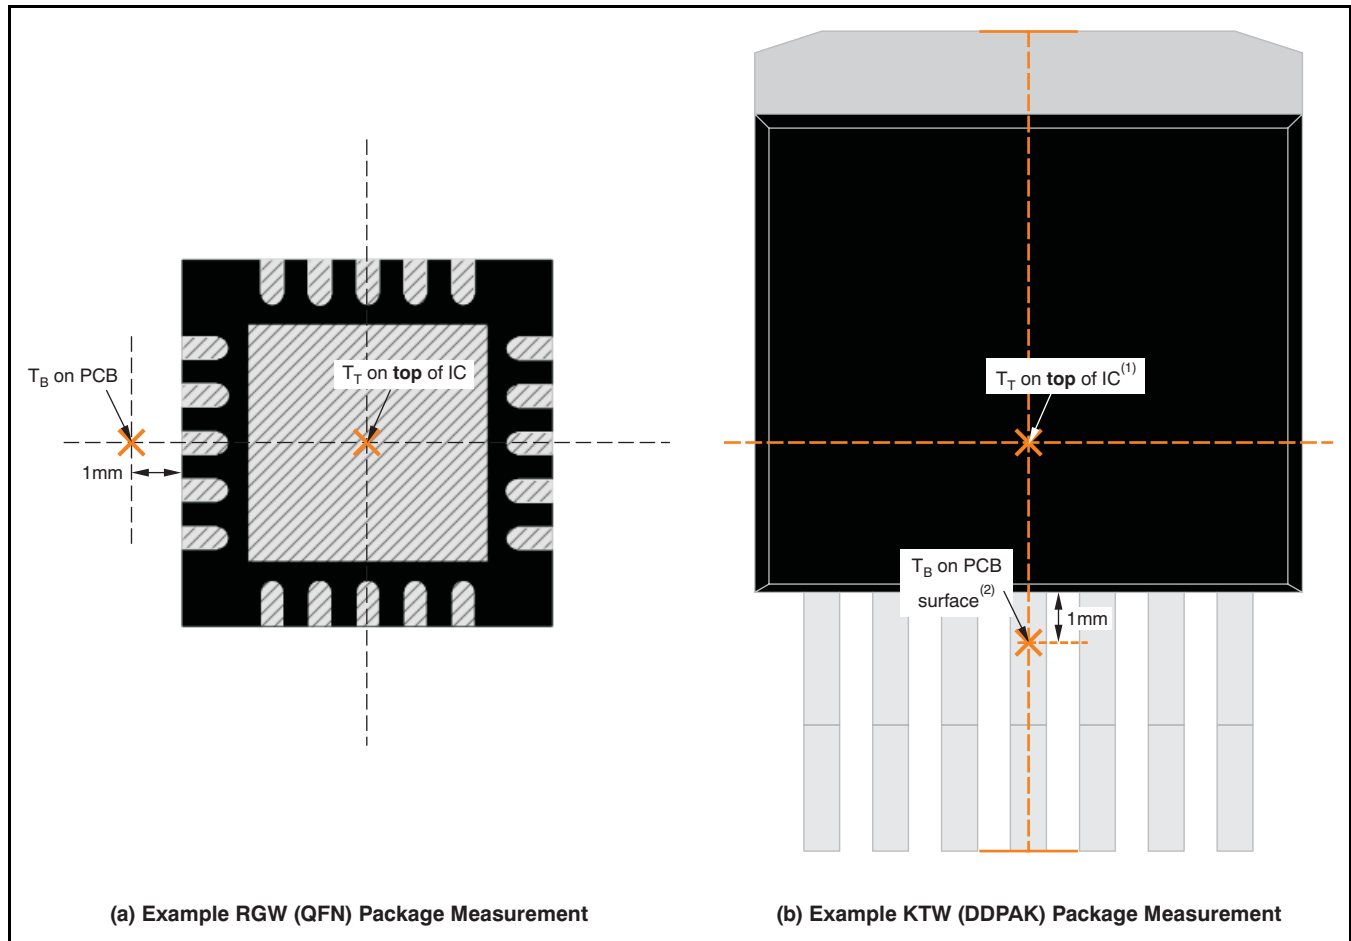 T_B on PCB
1mm
T_T on top of IC
(a) Example RGW (QFN) Package Measurement
T_T on top of IC(1)
T_B on PCB
surface(2)
1mm
(b) Example KTW (DDPAK) Package Measurement